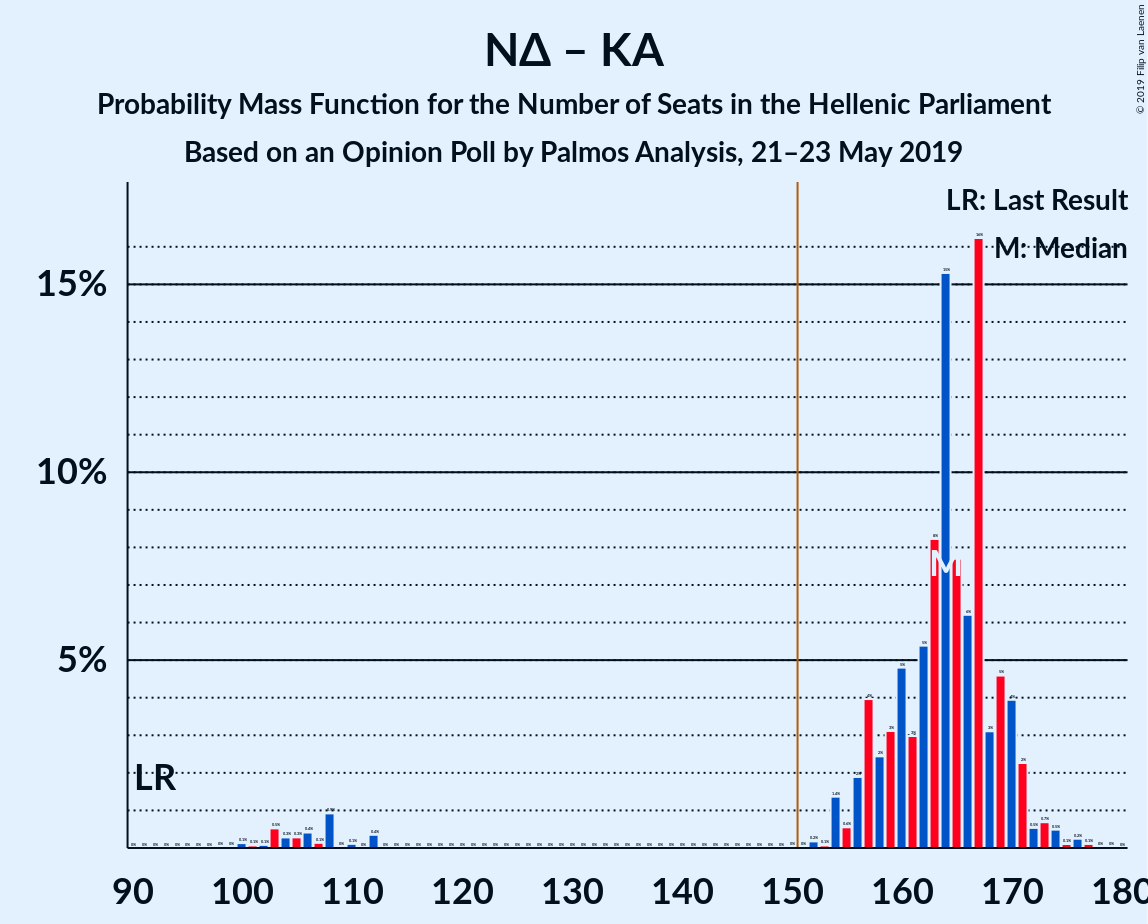 © 2019 Filip van Laenen
ΝΔ – ΚΑ
Probability Mass Function for the Number of Seats in the Hellenic Parliament
Based on an Opinion Poll by Palmos Analysis, 21–23 May 2019
LR: Last Result
M: Median
15%
10%
5%
LR
M
90 100 110 120 130 140 150 160 170 180